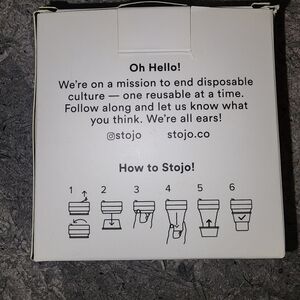 Oh Hello!
We're on a mission to end disposable
culture — one reusable at a time.
Follow along and let us know what
you think. We're all ears!
@stojo stojo.co
How to Stojo!
1 2 3 4 5 6